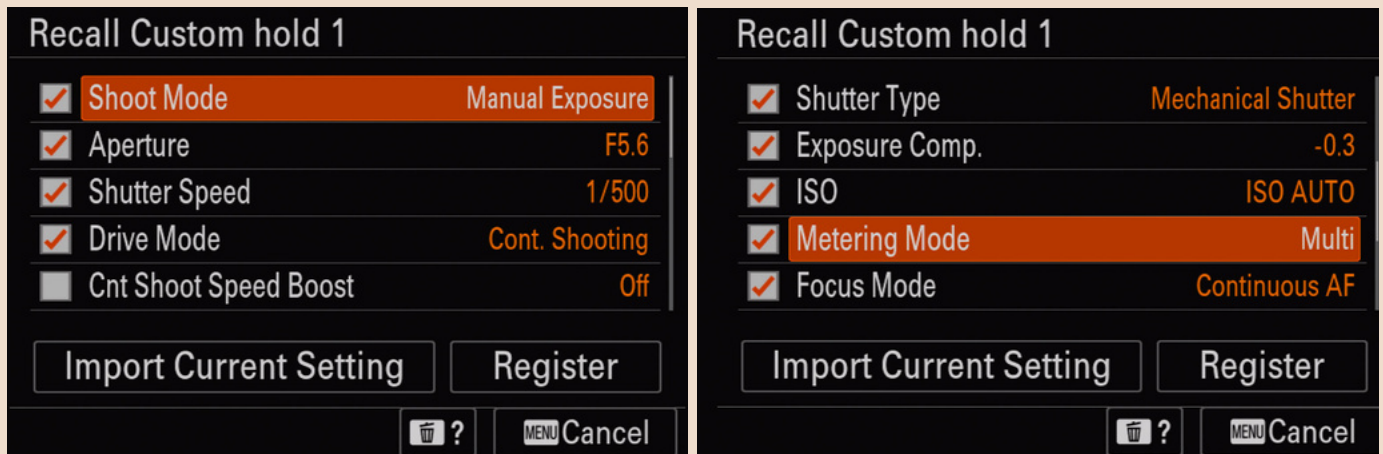 Recall Custom hold 1
Shoot Mode Manual Exposure
Aperture F5.6
Shutter Speed 1/500
Drive Mode Cont. Shooting
Cnt Shoot Speed Boost Off
Import Current Setting Register
? MENU Cancel
Recall Custom hold 1
Shutter Type Mechanical Shutter
Exposure Comp. -0.3
ISO ISO AUTO
Metering Mode Multi
Focus Mode Continuous AF
Import Current Setting Register
? MENU Cancel